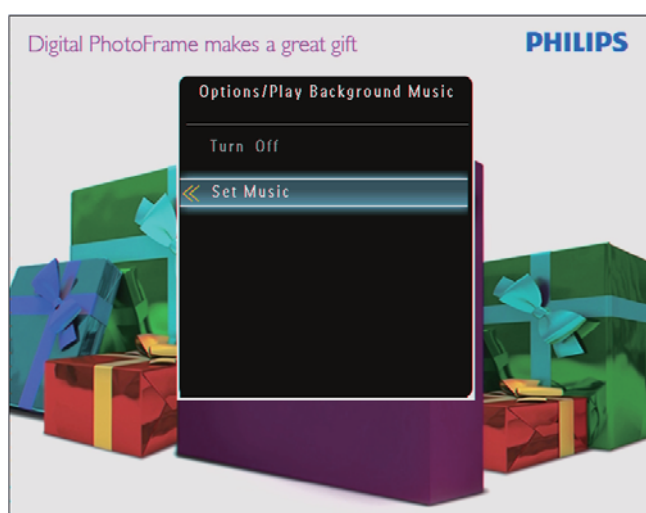 Digital PhotoFrame makes a great gift
PHILIPS
Options/Play Background Music
Turn Off
Set Music